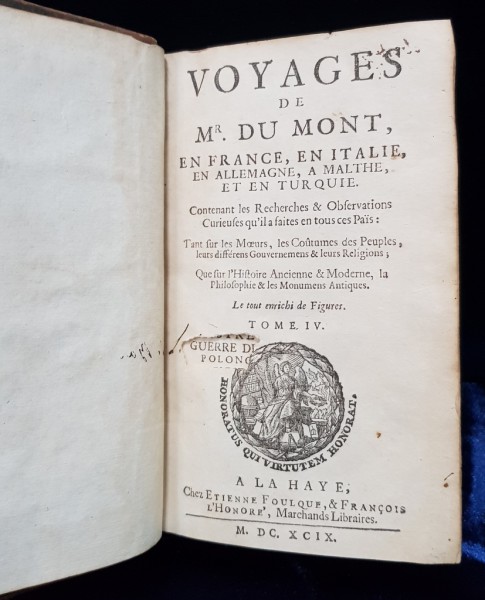 VOYAGES
DE
MR. DU MONT,
EN FRANCE, EN ITALIE,
EN ALLEMAGNE, A MALTHE,
ET EN TURQUIE.
Contenant les Recherches & Obſervations
Curieuſes qu'il a faites en tous ces Païs:
Tant ſur les Mœurs, les Coûtumes des Peuples,
leurs différens Gouvernemens & leurs Religions;
Que ſur l'Hiſtoire Ancienne & Moderne, la
Philoſophie & les Monumens Antiques.
Le tout enrichi de Figures.
TOME IV.
GUERRE DE
POLOG
HONORATUS QUI VIRTUTEM HONORAT.
A LA HAYE,
Chez ETIENNE FOULQUE, & FRANÇOIS
L'HONORÉ, Marchands Libraires.
M. DC. XCIX.